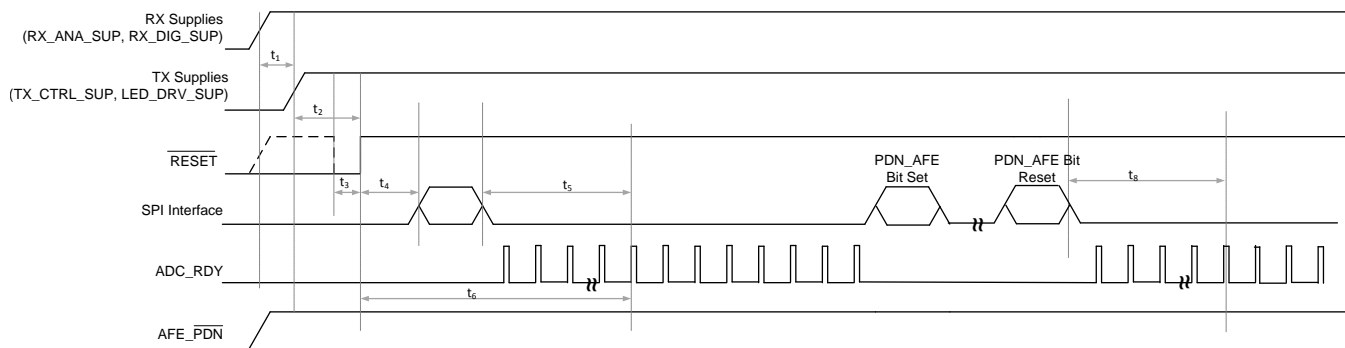 RX Supplies
(RX_ANA_SUP, RX_DIG_SUP)
t1
TX Supplies
(TX_CTRL_SUP, LED_DRV_SUP)
t2
RESET
PDN_AFE
Bit Set
PDN_AFE Bit
Reset
t3
t4
t5
t8
SPI Interface
ADC_RDY
t6
AFE_PDN